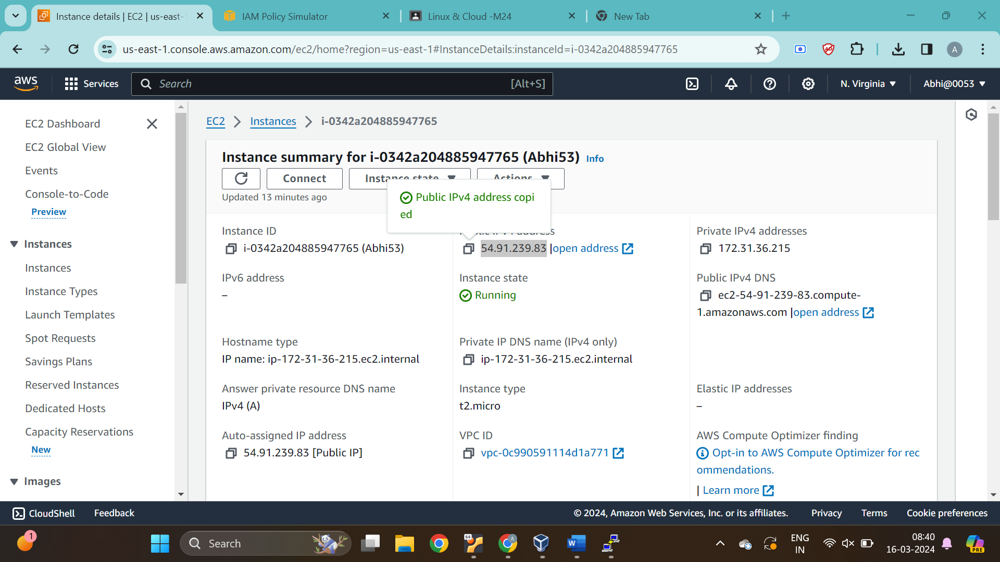 Instance details | EC2 | us-east-1
IAM Policy Simulator
Linux & Cloud -M24
New Tab
us-east-1.console.aws.amazon.com/ec2/home?region=us-east-1#InstanceDetails:instanceId=i-0342a204885947765
A
aws
Services
Search
[Alt+S]
N. Virginia
Abhi@0053
EC2 Dashboard
EC2 Global View
Events
Console-to-Code
Preview
Instances
Instances
Instance Types
Launch Templates
Spot Requests
Savings Plans
Reserved Instances
Dedicated Hosts
Capacity Reservations
New
Images
EC2
Instances
i-0342a204885947765
Instance summary for i-0342a204885947765 (Abhi53) Info
Connect
Instance state
Actions
Updated 13 minutes ago
Public IPv4 address copi
ed
Instance ID
i-0342a204885947765 (Abhi53)
Public IPv4 address
54.91.239.83 |open address
Private IPv4 addresses
172.31.36.215
IPv6 address
–
Instance state
Running
Public IPv4 DNS
ec2-54-91-239-83.compute-
1.amazonaws.com |open address
Hostname type
IP name: ip-172-31-36-215.ec2.internal
Private IP DNS name (IPv4 only)
ip-172-31-36-215.ec2.internal
Answer private resource DNS name
IPv4 (A)
Instance type
t2.micro
Elastic IP addresses
–
Auto-assigned IP address
54.91.239.83 [Public IP]
VPC ID
vpc-0c990591114d1a771
AWS Compute Optimizer finding
Opt-in to AWS Compute Optimizer for rec
ommendations.
| Learn more
CloudShell
Feedback
© 2024, Amazon Web Services, Inc. or its affiliates.
Privacy
Terms
Cookie preferences
1
Search
64
A
W
ENG
IN
08:40
16-03-2024
PRE